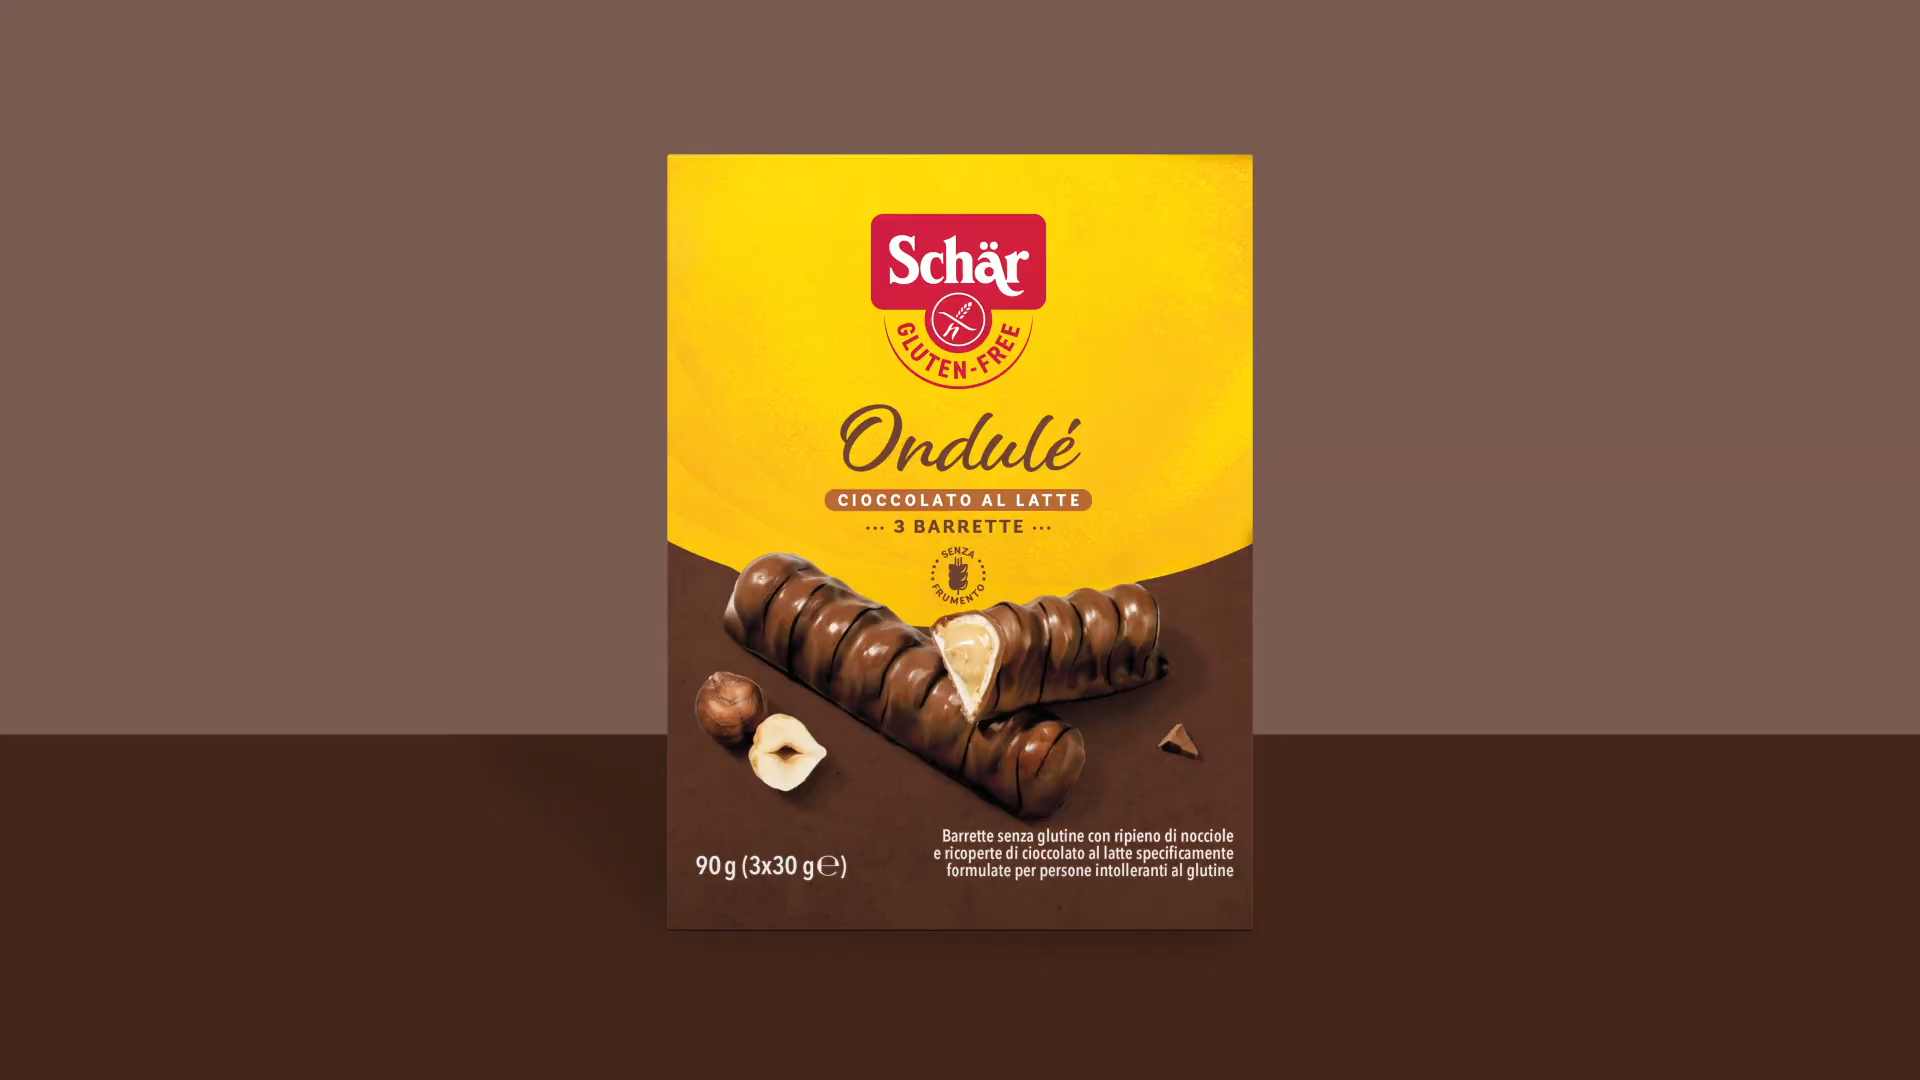 Schär
GLUTEN-FREE
Ondulé
CIOCCOLATO AL LATTE
··· 3 BARRETTE ···
SENZA
FRUMENTO
90 g (3x30 g ℮)
Barrette senza glutine con ripieno di nocciole
e ricoperte di cioccolato al latte specificamente
formulate per persone intolleranti al glutine